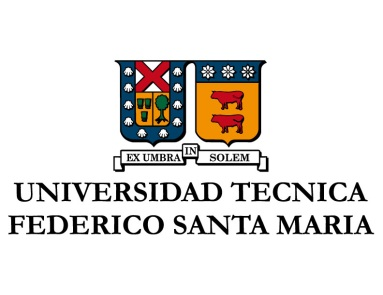 EX UMBRA IN SOLEM
UNIVERSIDAD TECNICA
FEDERICO SANTA MARIA